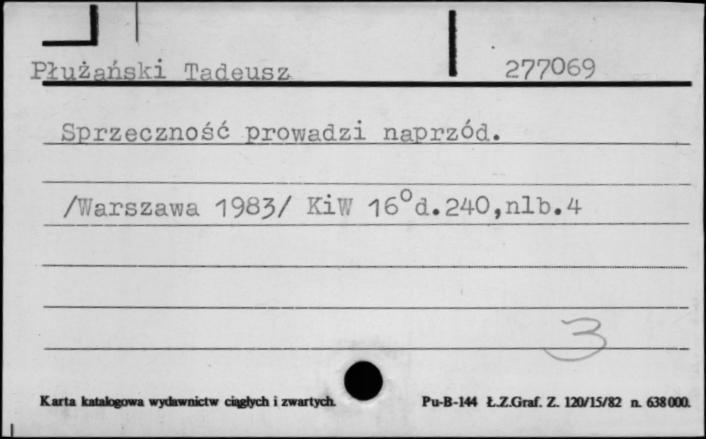 Płużański Tadeusz 277069
Sprzeczność prowadzi naprzód.
/Warszawa 1983/ KiW 16°d.240,nlb.4
3
Karta katalogowa wydawnictw ciągłych i zwartych. Pu-B-144 Ł.Z.Graf. Z. 120/15/82 n. 638000.